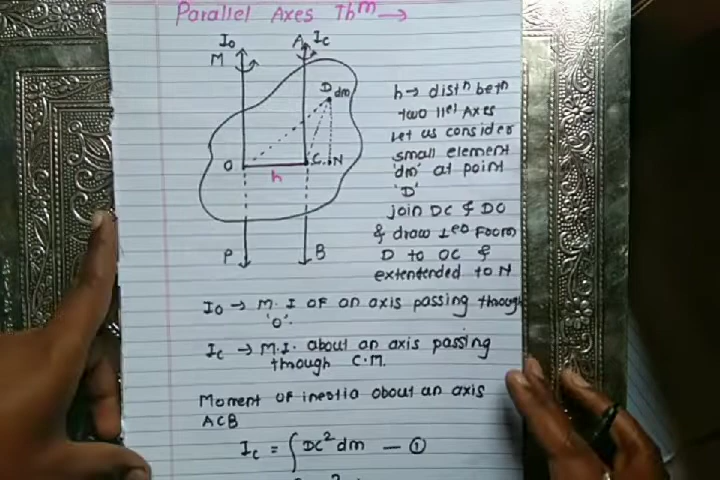 Parallel Axes Thm →
Io
M
A Ic
D dm
O
C
N
h
P
B
h → distn betn
two llel Axes
Let us consider
small element
'dm' at point
'D'
join DC & DO
& draw ⊥ea From
D to OC &
extentended to N
Io → M. I of an axis passing through
'O'.
Ic → M.I. about an axis passing
through C.M.
Moment of inertia about an axis
ACB
Ic = ∫ DC² dm — ①